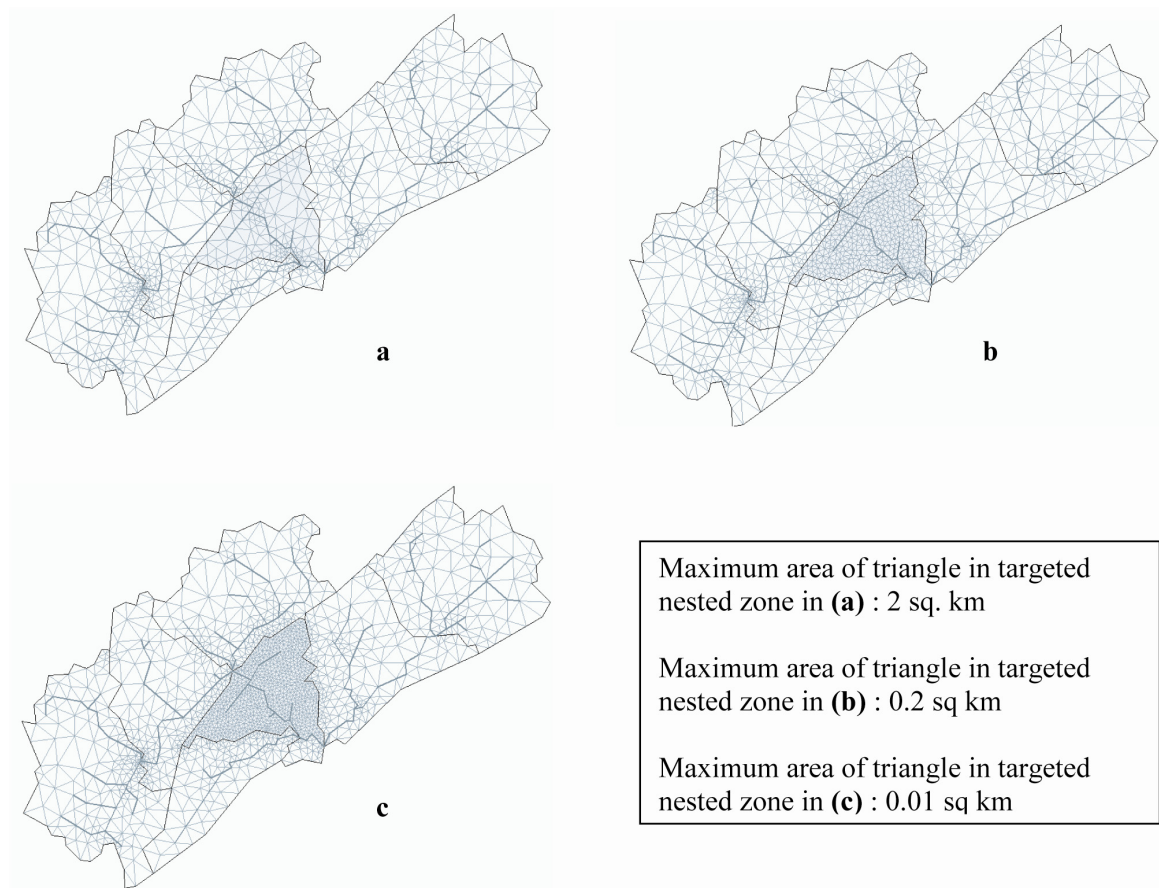 a
b
c
Maximum area of triangle in targeted
nested zone in (a) : 2 sq. km
Maximum area of triangle in targeted
nested zone in (b) : 0.2 sq km
Maximum area of triangle in targeted
nested zone in (c) : 0.01 sq km